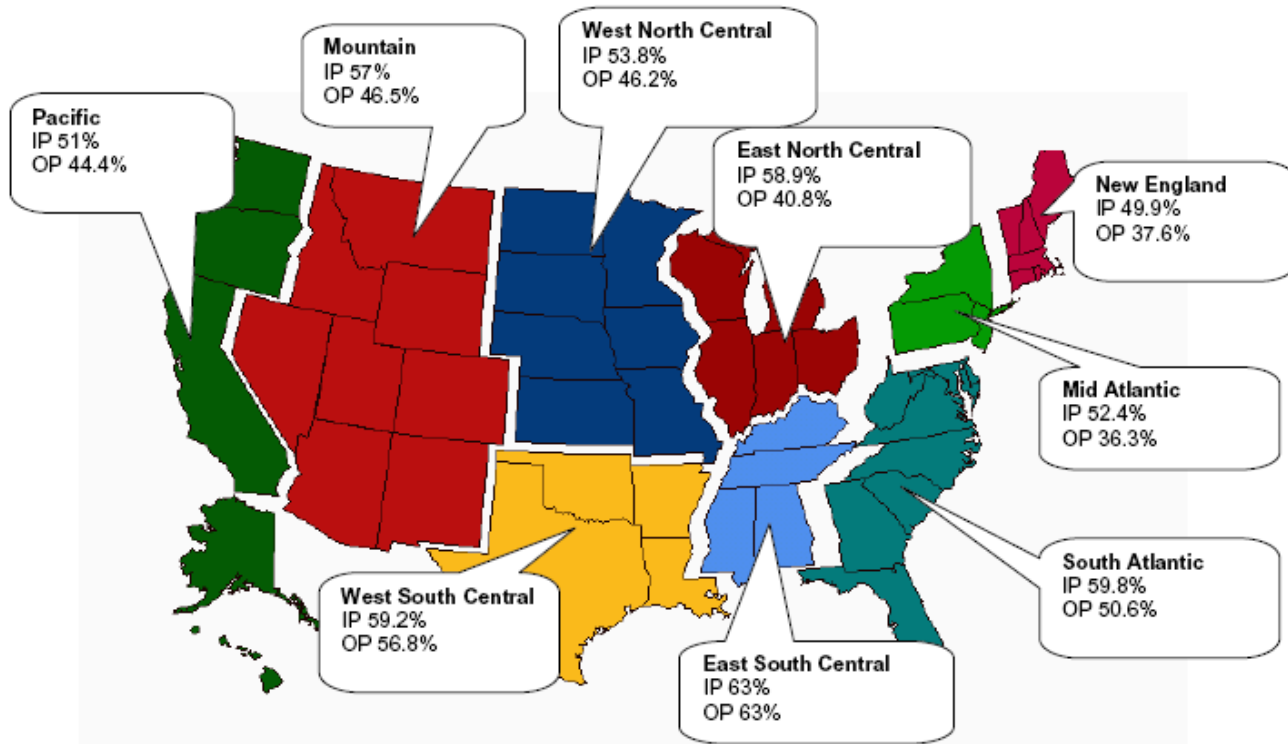 West North Central
IP 53.8%
OP 46.2%
Mountain
IP 57%
OP 46.5%
Pacific
IP 51%
OP 44.4%
East North Central
IP 58.9%
OP 40.8%
New England
IP 49.9%
OP 37.6%
Mid Atlantic
IP 52.4%
OP 36.3%
South Atlantic
IP 59.8%
OP 50.6%
West South Central
IP 59.2%
OP 56.8%
East South Central
IP 63%
OP 63%